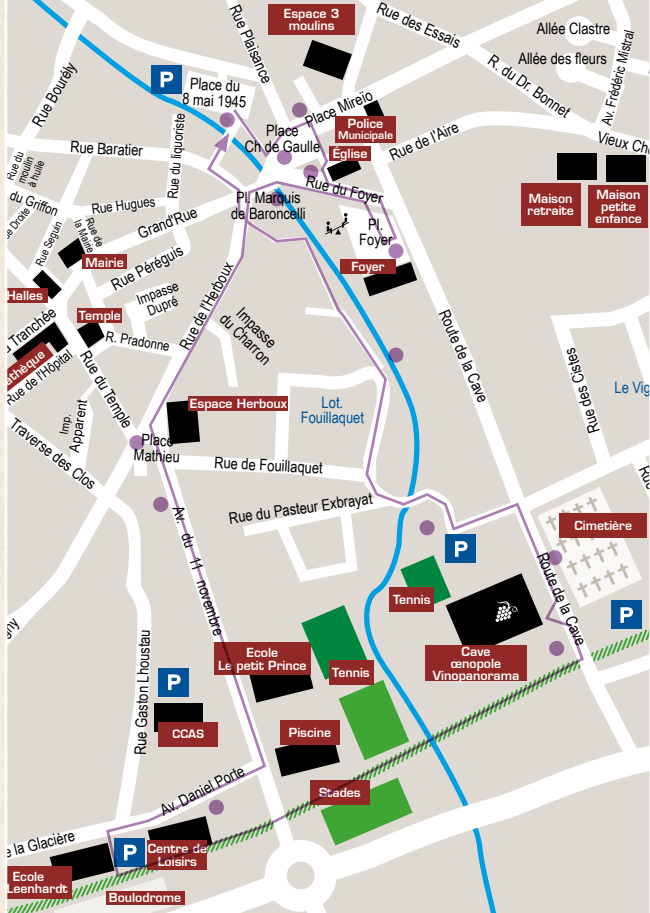 Espace 3
moulins
Rue des Essais
Allée Clastre
Allée des fleurs
Av. Frédéric Mistral
R. du Dr. Bonnet
Rue Plaisance
Rue Bourély
P
Place du
8 mai 1945
Place Mireïo
Police
Municipale
Place
Ch de Gaulle
Église
Rue de l'Aire
Vieux
Rue du liquoriste
Rue Baratier
Rue du
moulin
à huile
Rue du Foyer
Maison
retraite
Maison
petite
enfance
Pl. Marquis
de Baroncelli
Pl.
Foyer
Foyer
du Griffon
Rue Hugues
Grand'Rue
Droite
Rue Seguin
Rue de
la Mairie
Mairie
Rue Péréguis
Halles
Impasse
Dupré
Temple
Tranchée
R. Pradonne
Rue de l'Herboux
Impasse
du Charron
Route de la Cave
athèque
Rue de l'Hôpital
Rue du Temple
Rue des Cistes
Le Vig
Imp.
Apparent
Espace Herboux
Lot.
Fouillaquet
Traverse des Clos
Place
Mathieu
Rue de Fouillaquet
Rue du Pasteur Exbrayat
Cimetière
Av. du 11 novembre
P
Tennis
Route de la Cave
P
Cave
œnopole
Vinopanorama
Ecole
Le petit Prince
Tennis
Rue Gaston Lhoustau
P
CCAS
Piscine
Stades
Av. Daniel Porte
la Glacière
P
Centre de
Loisirs
Ecole
Leenhardt
Boulodrome